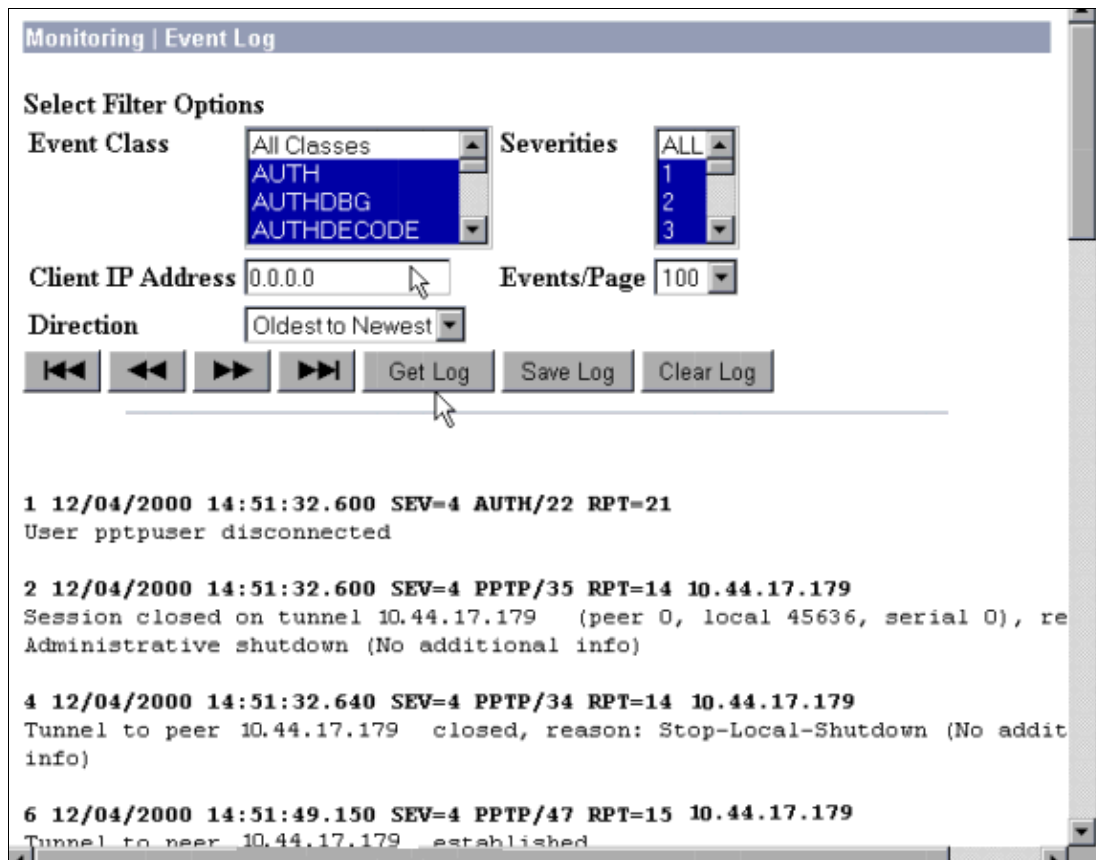 Monitoring | Event Log
Select Filter Options
Event Class All Classes AUTH AUTHDBG AUTHDECODE Severities ALL 1 2 3
Client IP Address 0.0.0.0 Events/Page 100
Direction Oldest to Newest
Get Log Save Log Clear Log
1 12/04/2000 14:51:32.600 SEV=4 AUTH/22 RPT=21
User pptpuser disconnected
2 12/04/2000 14:51:32.600 SEV=4 PPTP/35 RPT=14 10.44.17.179
Session closed on tunnel 10.44.17.179 (peer 0, local 45636, serial 0), re
Administrative shutdown (No additional info)
4 12/04/2000 14:51:32.640 SEV=4 PPTP/34 RPT=14 10.44.17.179
Tunnel to peer 10.44.17.179 closed, reason: Stop-Local-Shutdown (No addit
info)
6 12/04/2000 14:51:49.150 SEV=4 PPTP/47 RPT=15 10.44.17.179
Tunnel to peer 10.44.17.179 established